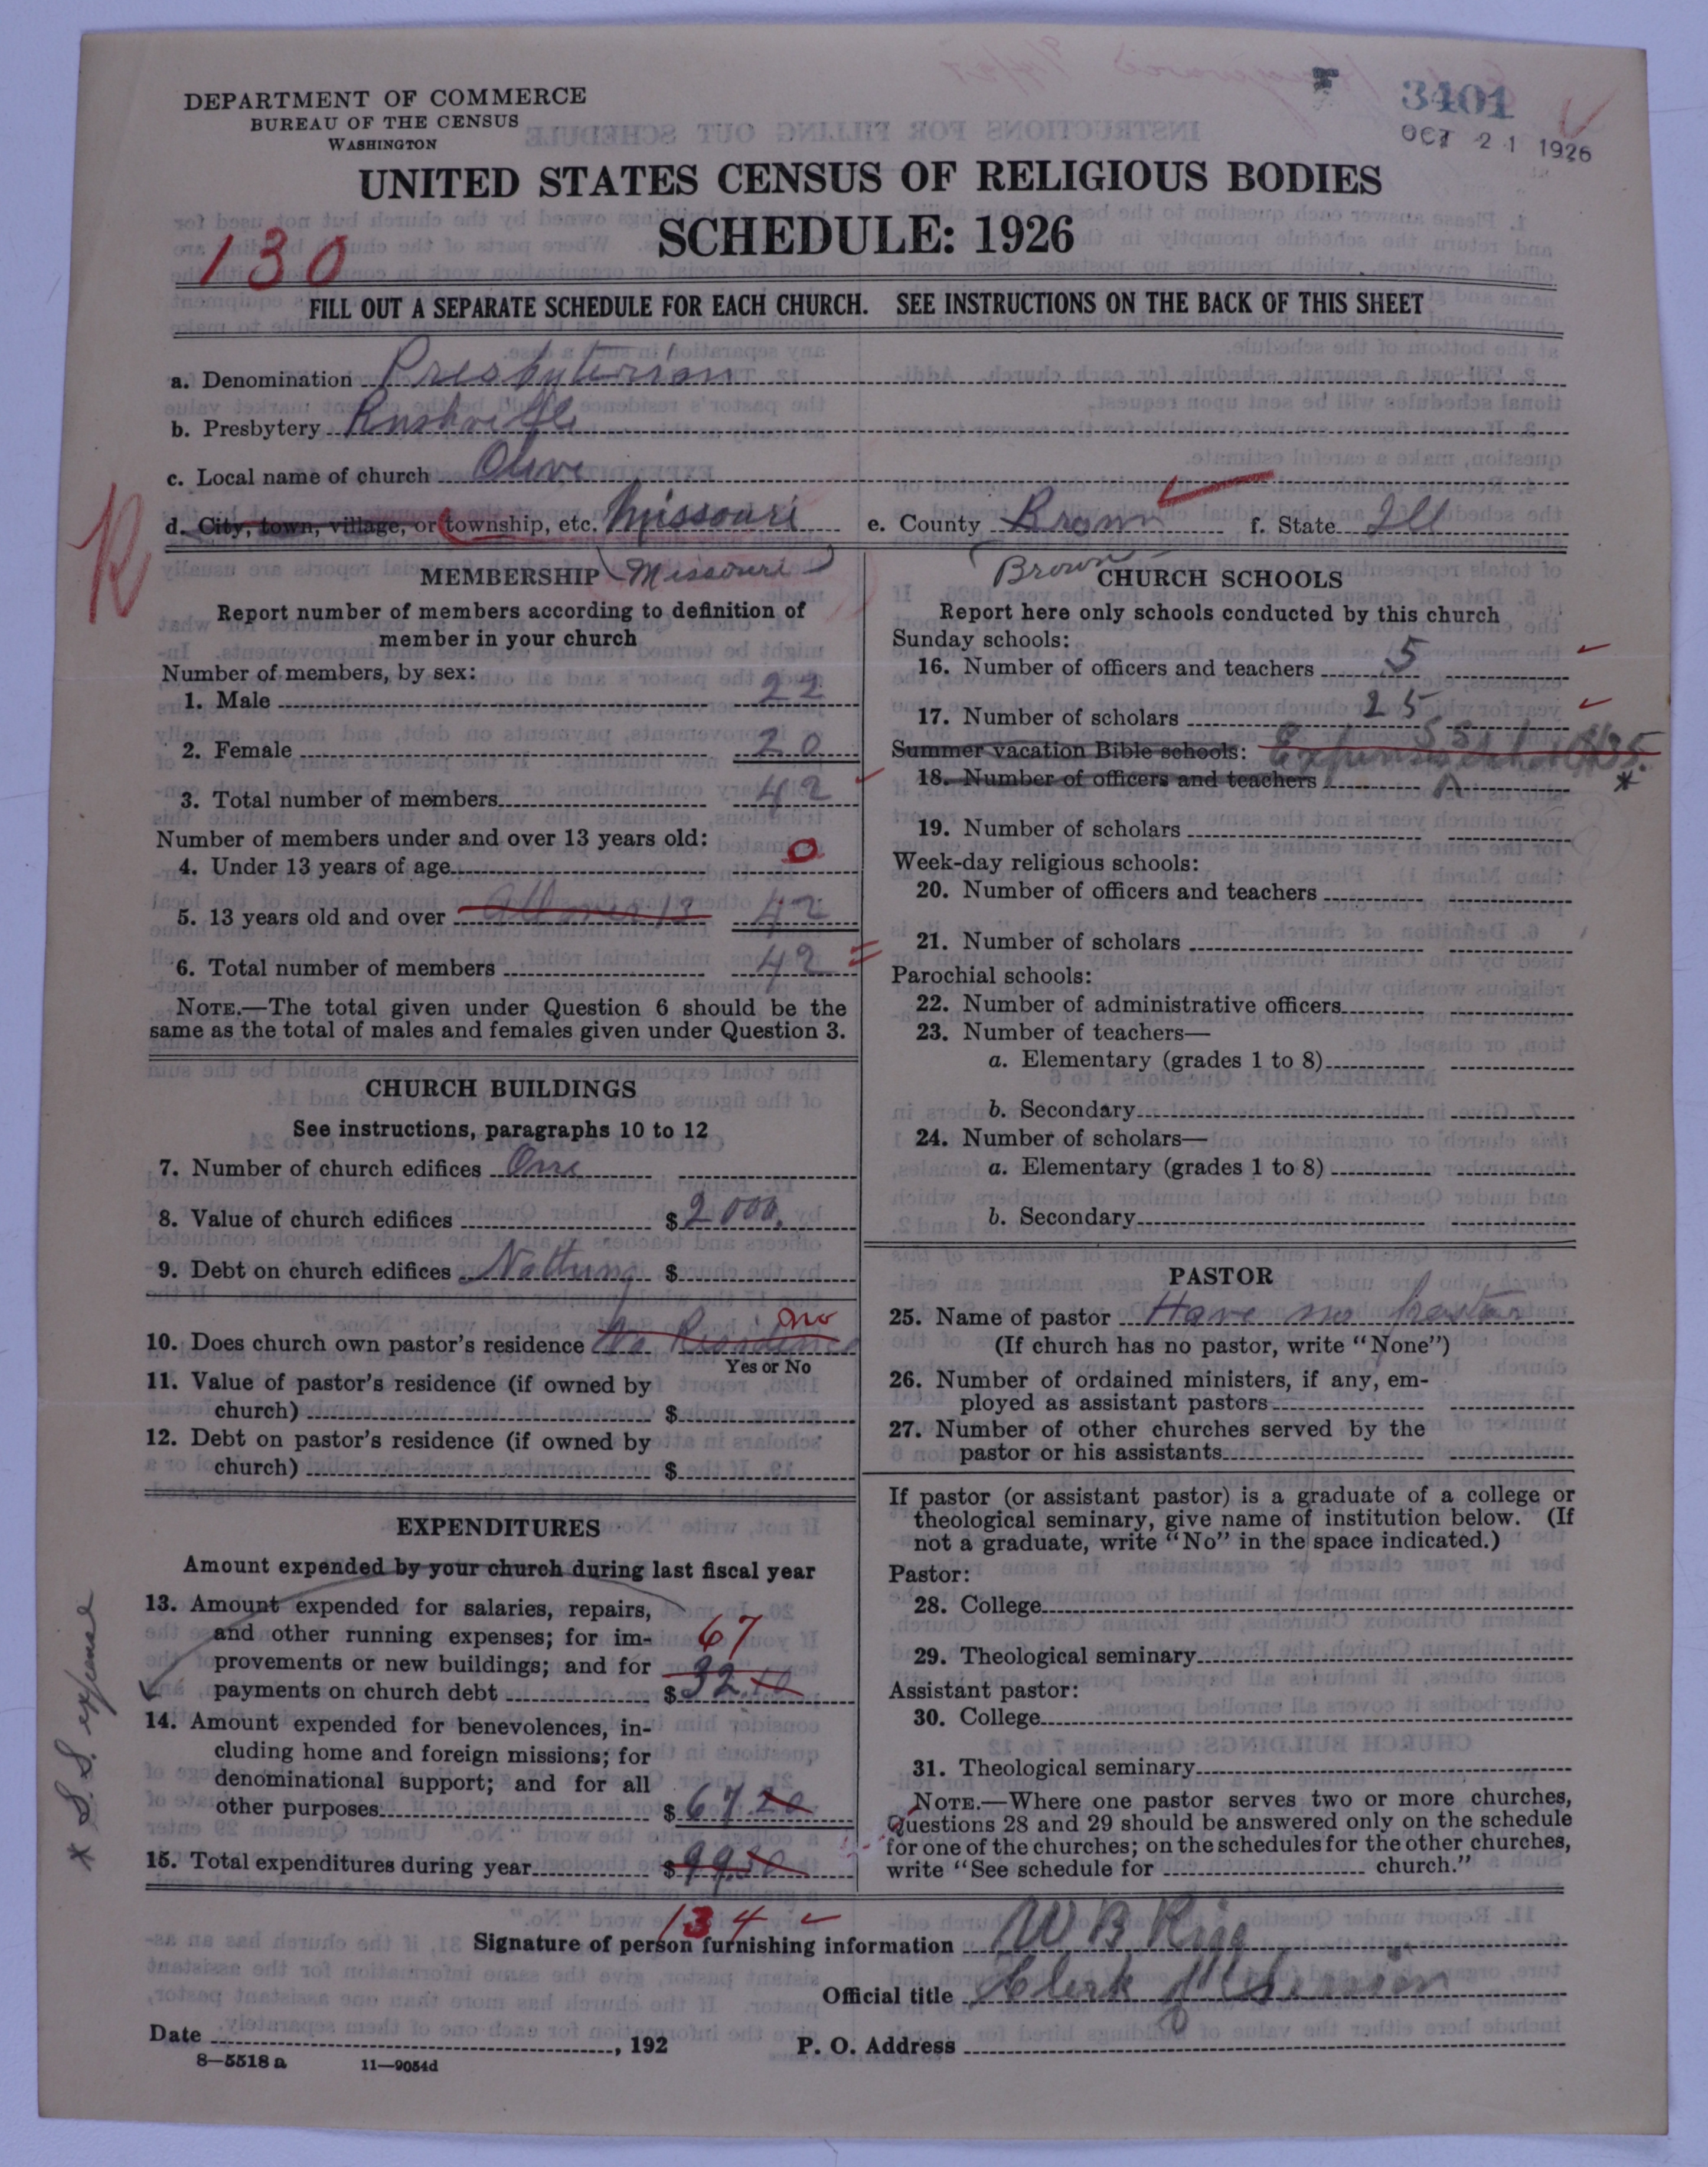 DEPARTMENT OF COMMERCE
BUREAU OF THE CENSUS
WASHINGTON
3401
OCT 21 1926
UNITED STATES CENSUS OF RELIGIOUS BODIES
SCHEDULE: 1926
130
FILL OUT A SEPARATE SCHEDULE FOR EACH CHURCH. SEE INSTRUCTIONS ON THE BACK OF THIS SHEET
a. Denomination Presbyterian
b. Presbytery Rushville
c. Local name of church Olive
d. City, town, village, or township, etc. Missouri e. County Brown f. State Ill
R
MEMBERSHIP (Missouri)
Report number of members according to definition of
member in your church
Number of members, by sex:
1. Male 22
2. Female 20
3. Total number of members 42
Number of members under and over 13 years old:
4. Under 13 years of age 0
5. 13 years old and over All over 13 42
6. Total number of members 42
NOTE.—The total given under Question 6 should be the
same as the total of males and females given under Question 3.
CHURCH BUILDINGS
See instructions, paragraphs 10 to 12
7. Number of church edifices One
8. Value of church edifices $2000.
9. Debt on church edifices Nothing $
10. Does church own pastor's residence No Residence no
Yes or No
11. Value of pastor's residence (if owned by
church) $
12. Debt on pastor's residence (if owned by
church) $
EXPENDITURES
Amount expended by your church during last fiscal year
13. Amount expended for salaries, repairs,
and other running expenses; for im-
provements or new buildings; and for
payments on church debt $32.10 67
14. Amount expended for benevolences, in-
cluding home and foreign missions; for
denominational support; and for all
other purposes $67.20
15. Total expenditures during year $99.30
134
* S.S. expense
Brown
CHURCH SCHOOLS
Report here only schools conducted by this church
Sunday schools:
16. Number of officers and teachers 5
17. Number of scholars 25
Summer vacation Bible schools: Expenses $35.
18. Number of officers and teachers *
19. Number of scholars
Week-day religious schools:
20. Number of officers and teachers
21. Number of scholars
Parochial schools:
22. Number of administrative officers
23. Number of teachers—
a. Elementary (grades 1 to 8)
b. Secondary
24. Number of scholars—
a. Elementary (grades 1 to 8)
b. Secondary
PASTOR
25. Name of pastor Have no pastor
(If church has no pastor, write "None")
26. Number of ordained ministers, if any, em-
ployed as assistant pastors
27. Number of other churches served by the
pastor or his assistants
If pastor (or assistant pastor) is a graduate of a college or
theological seminary, give name of institution below. (If
not a graduate, write "No" in the space indicated.)
Pastor:
28. College
29. Theological seminary
Assistant pastor:
30. College
31. Theological seminary
NOTE.—Where one pastor serves two or more churches,
Questions 28 and 29 should be answered only on the schedule
for one of the churches; on the schedules for the other churches,
write "See schedule for church."
Signature of person furnishing information W B Rigg
Official title Clerk of Session
Date , 192 P. O. Address
8—5518 a 11—9054d